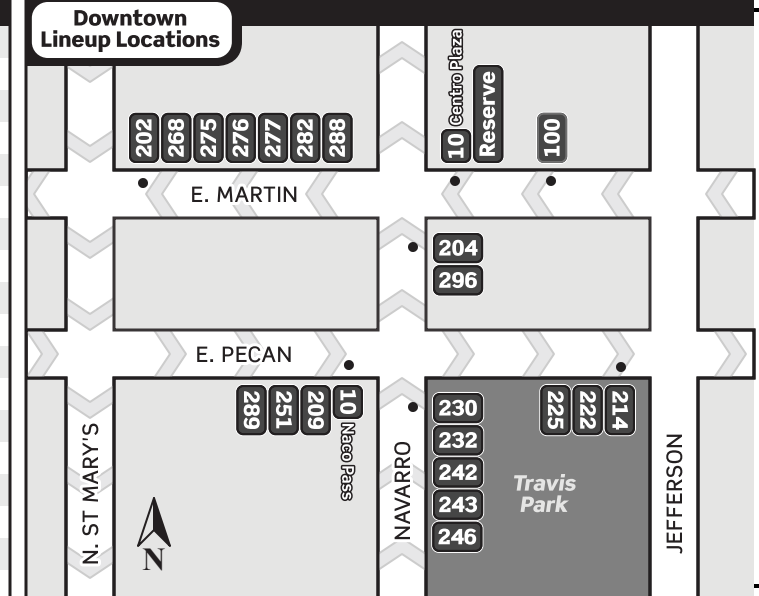 Downtown
Lineup Locations
202
268
275
276
277
282
288
10 Centro Plaza
Reserve
100
E. MARTIN
204
296
E. PECAN
289
251
209
10 Naco Pass
230
232
242
243
246
225
222
214
Travis
Park
N. ST MARY'S
NAVARRO
JEFFERSON
N